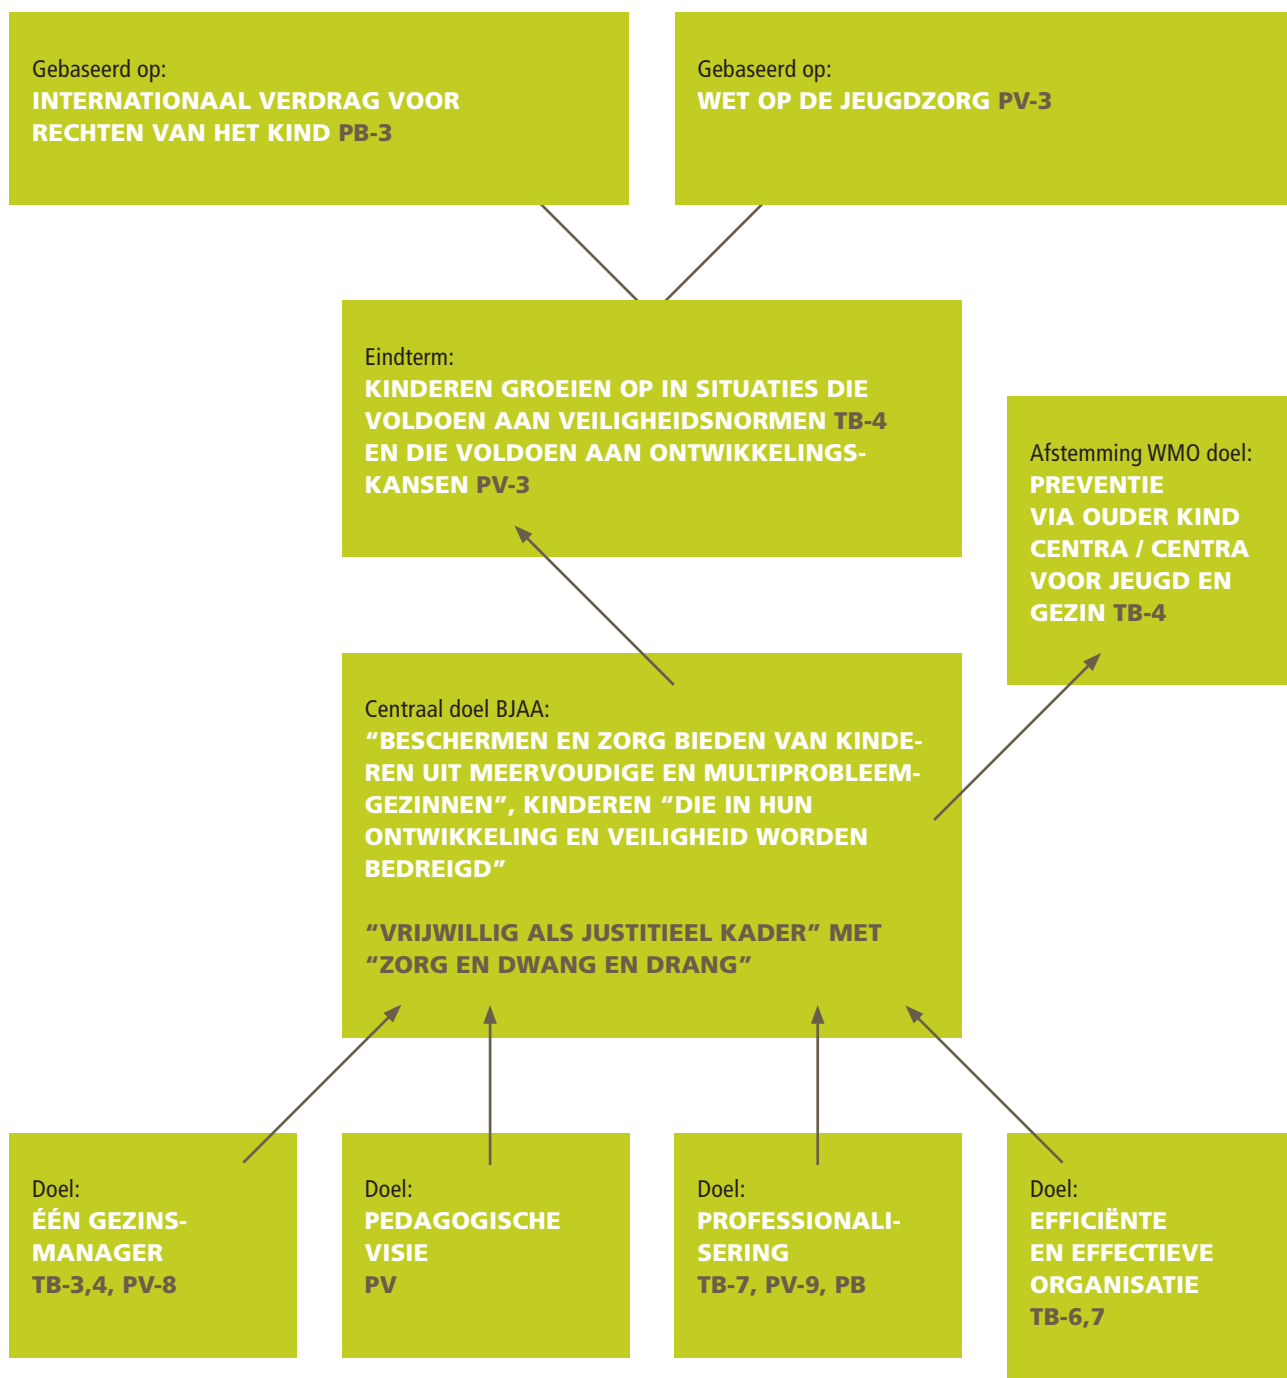 Gebaseerd op:
INTERNATIONAAL VERDRAG VOOR
RECHTEN VAN HET KIND PB-3
Gebaseerd op:
WET OP DE JEUGDZORG PV-3
Eindterm:
KINDEREN GROEIEN OP IN SITUATIES DIE
VOLDOEN AAN VEILIGHEIDSNORMEN TB-4
EN DIE VOLDOEN AAN ONTWIKKELINGS-
KANSEN PV-3
Afstemming WMO doel:
PREVENTIE
VIA OUDER KIND
CENTRA / CENTRA
VOOR JEUGD EN
GEZIN TB-4
Centraal doel BJAA:
“BESCHERMEN EN ZORG BIEDEN VAN KINDE-
REN UIT MEERVOUDIGE EN MULTIPROBLEEM-
GEZINNEN”, KINDEREN “DIE IN HUN
ONTWIKKELING EN VEILIGHEID WORDEN
BEDREIGD”
“VRIJWILLIG ALS JUSTITIEEL KADER” MET
“ZORG EN DWANG EN DRANG”
Doel:
ÉÉN GEZINS-
MANAGER
TB-3,4, PV-8
Doel:
PEDAGOGISCHE
VISIE
PV
Doel:
PROFESSIONALI-
SERING
TB-7, PV-9, PB
Doel:
EFFICIËNTE
EN EFFECTIEVE
ORGANISATIE
TB-6,7